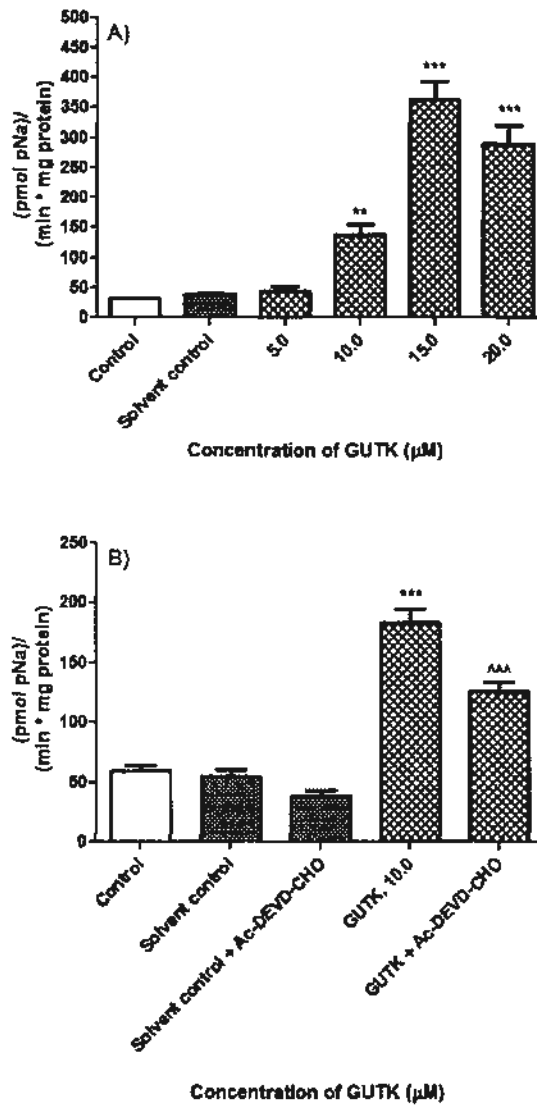 A)
(pmol pNa)/
(min * mg protein)
500
450
400
350
300
250
200
150
100
50
0
**
***
***
Control
Solvent control
5.0
10.0
15.0
20.0
Concentration of GUTK (µM)
B)
(pmol pNa)/
(min * mg protein)
250
200
150
100
50
0
***
^^^
Control
Solvent control
Solvent control + Ac-DEVD-CHO
GUTK, 10.0
GUTK + Ac-DEVD-CHO
Concentration of GUTK (µM)